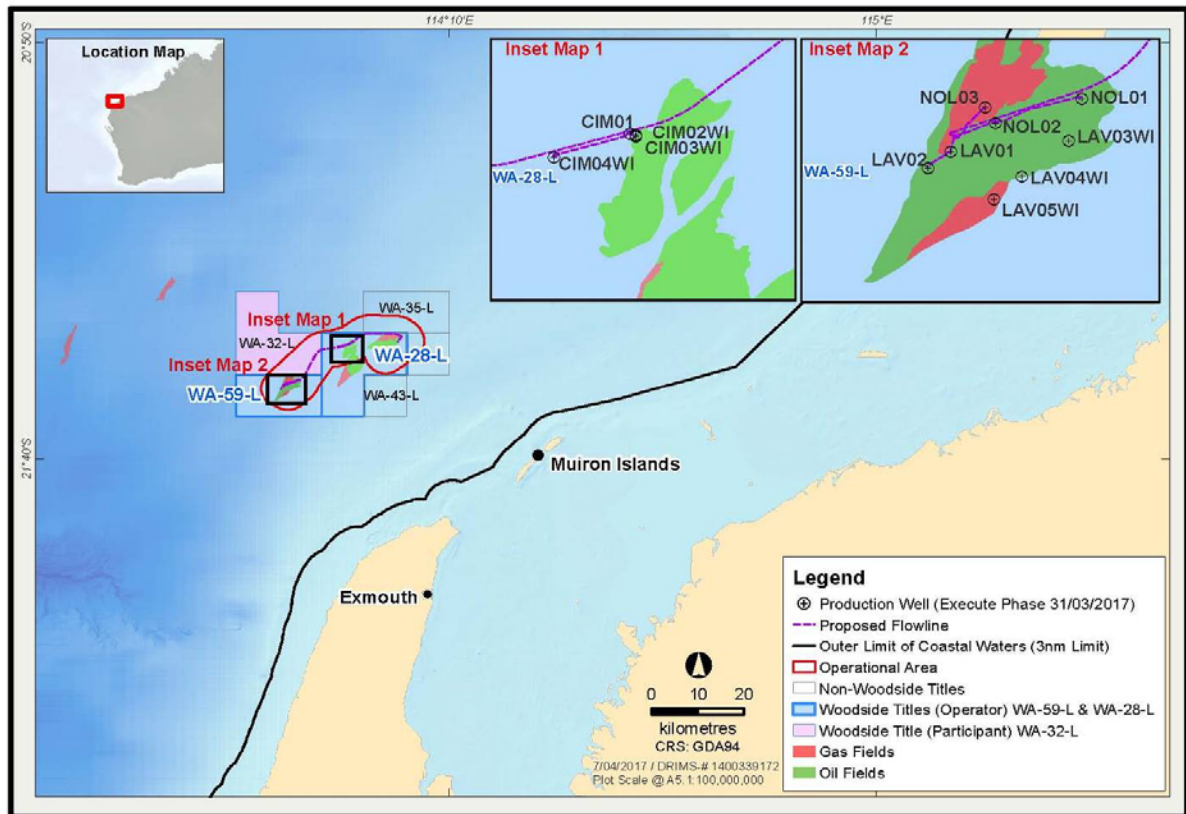 114°10'E
115°E
20°50'S
21°40'S
Location Map
Inset Map 1
CIM01
CIM02WI
CIM03WI
CIM04WI
WA-28-L
Inset Map 2
NOL03
NOL01
NOL02
LAV03WI
LAV01
LAV02
WA-59-L
LAV04WI
LAV05WI
WA-35-L
Inset Map 1
WA-32-L
WA-28-L
Inset Map 2
WA-59-L
WA-43-L
Muiron Islands
Exmouth
0 10 20
kilometres
CRS: GDA94
7/04/2017 / DRIMS-# 1400339172
Plot Scale @ A5. 1:100,000,000
Legend
Production Well (Execute Phase 31/03/2017)
Proposed Flowline
Outer Limit of Coastal Waters (3nm Limit)
Operational Area
Non-Woodside Titles
Woodside Titles (Operator) WA-59-L & WA-28-L
Woodside Title (Participant) WA-32-L
Gas Fields
Oil Fields